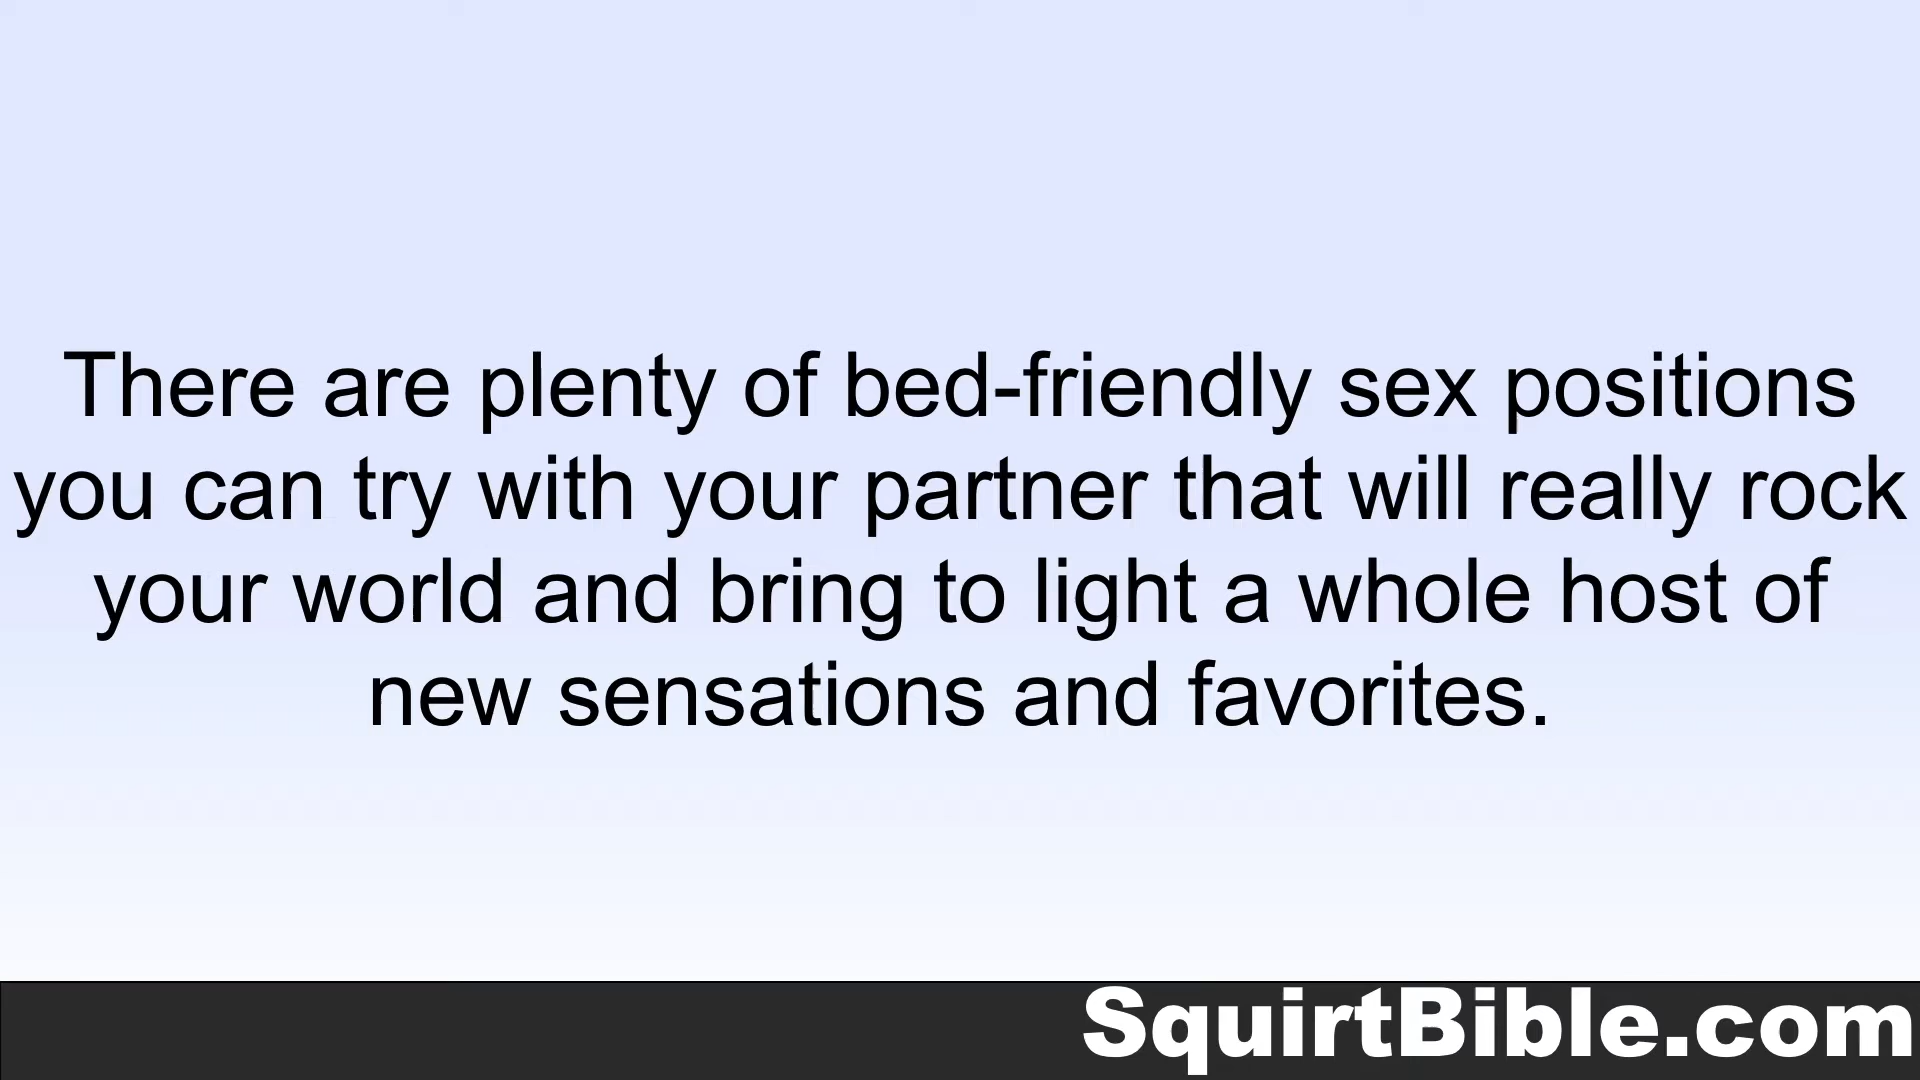 There are plenty of bed-friendly sex positions
you can try with your partner that will really rock
your world and bring to light a whole host of
new sensations and favorites.
SquirtBible.com